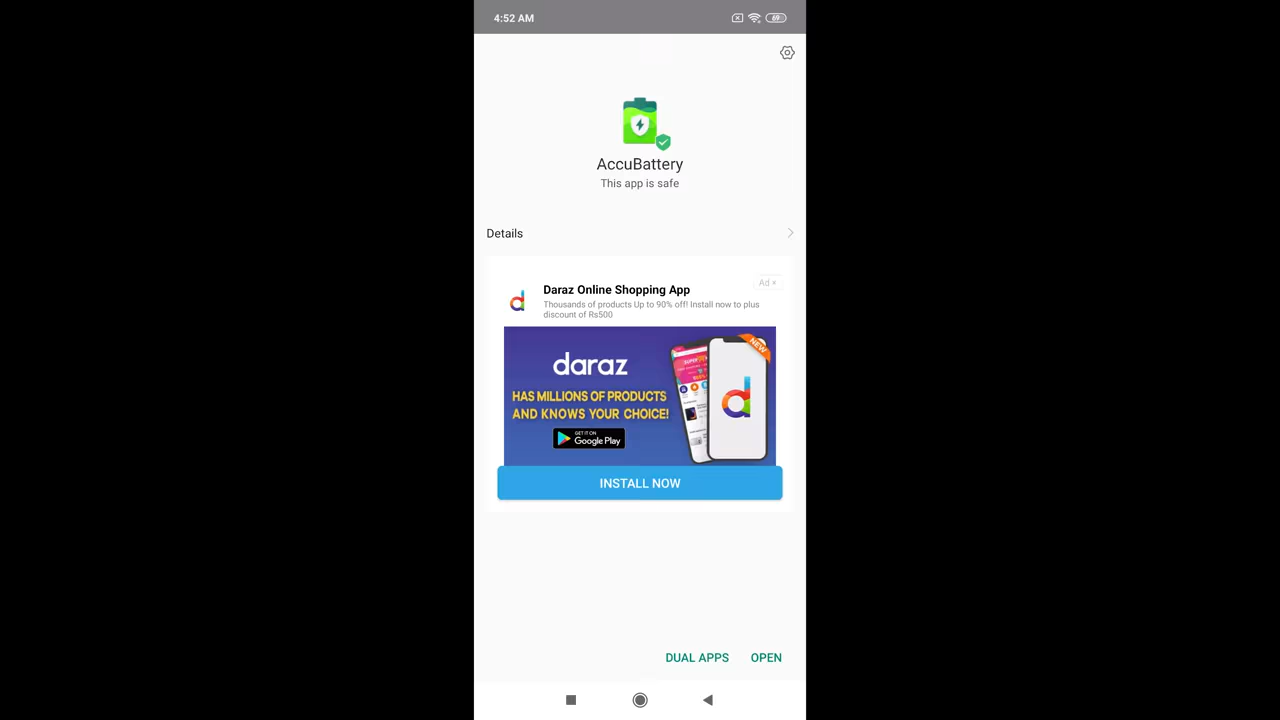 4:52 AM
69
AccuBattery
This app is safe
Details
Ad ×
Daraz Online Shopping App
Thousands of products Up to 90% off! Install now to plus
discount of Rs500
NEW
daraz
HAS MILLIONS OF PRODUCTS
AND KNOWS YOUR CHOICE!
GET IT ON
Google Play
INSTALL NOW
DUAL APPS
OPEN